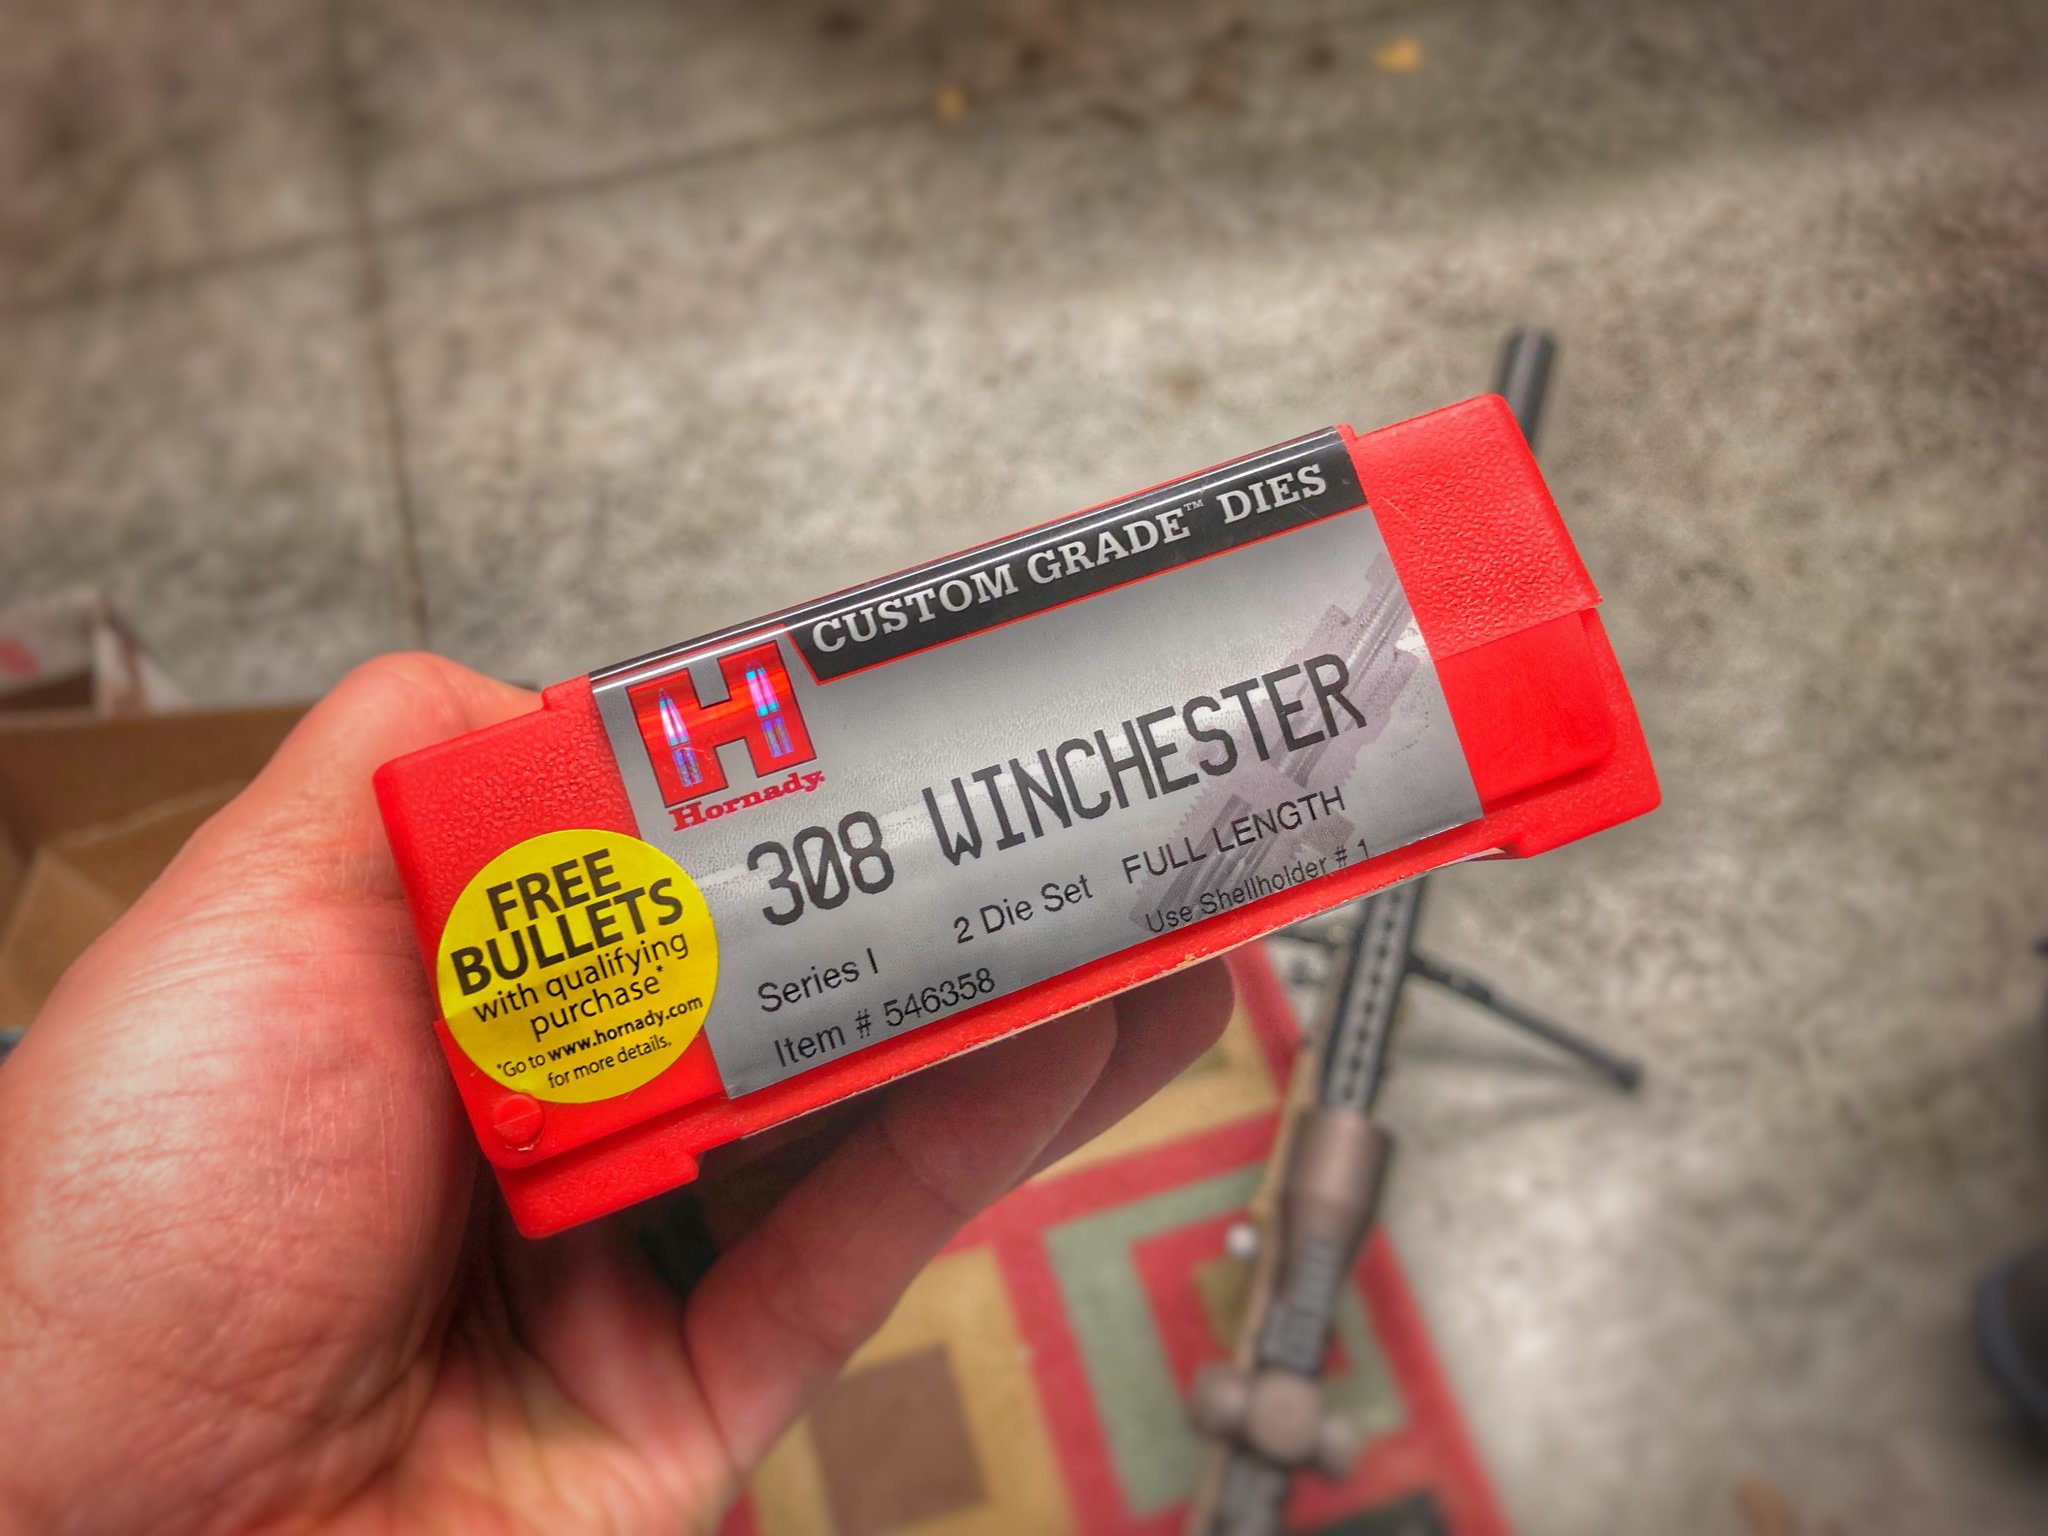 CUSTOM GRADE™ DIES
Hornady
308 WINCHESTER
Series I 2 Die Set FULL LENGTH
Item # 546358 Use Shellholder # 1
FREE
BULLETS
with qualifying
purchase*
*Go to www.hornady.com
for more details.